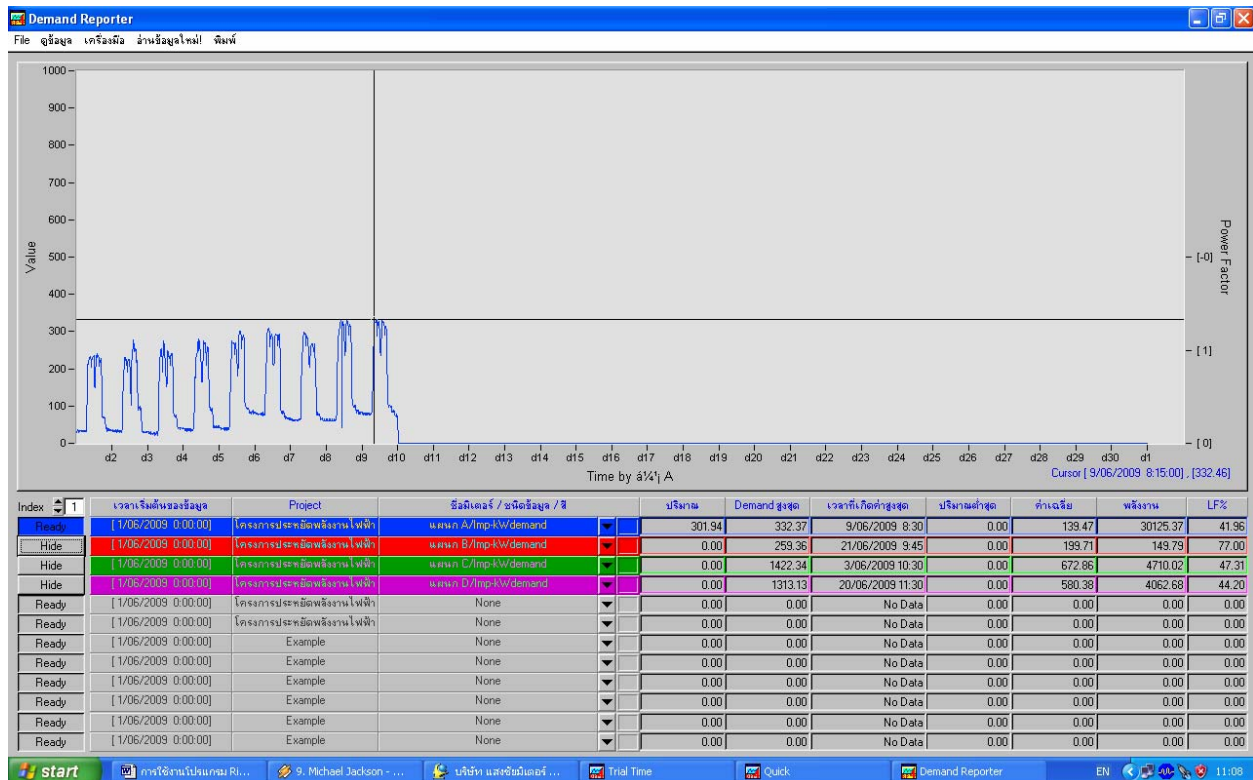 Demand Reporter
File ดูข้อมูล เครื่องมือ อ่านข้อมูลใหม่! พิมพ์
1000
900
800
700
600
500
400
300
200
100
0
Value
Power Factor
[-0]
[1]
[0]
d2 d3 d4 d5 d6 d7 d8 d9 d10 d11 d12 d13 d14 d15 d16 d17 d18 d19 d20 d21 d22 d23 d24 d25 d26 d27 d28 d29 d30 d1
Time by á¼¹¡ A
Cursor [ 9/06/2009 8:15:00] , [332.46]
Index 1 เวลาเริ่มต้นของข้อมูล Project ชื่อมิเตอร์ / ชนิดข้อมูล / สี ปริมาณ Demand สูงสุด เวลาที่เกิดค่าสูงสุด ปริมาณต่ำสุด ค่าเฉลี่ย พลังงาน LF%
Ready [ 1/06/2009 0:00:00] โครงการประหยัดพลังงานไฟฟ้า แผนก A/Imp-kWdemand 301.94 332.37 9/06/2009 8:30 0.00 139.47 30125.37 41.96
Hide [ 1/06/2009 0:00:00] โครงการประหยัดพลังงานไฟฟ้า แผนก B/Imp-kWdemand 0.00 259.36 21/06/2009 9:45 0.00 199.71 149.79 77.00
Hide [ 1/06/2009 0:00:00] โครงการประหยัดพลังงานไฟฟ้า แผนก C/Imp-kWdemand 0.00 1422.34 3/06/2009 10:30 0.00 672.86 4710.02 47.31
Hide [ 1/06/2009 0:00:00] โครงการประหยัดพลังงานไฟฟ้า แผนก D/Imp-kWdemand 0.00 1313.13 20/06/2009 11:30 0.00 580.38 4062.68 44.20
Ready [ 1/06/2009 0:00:00] โครงการประหยัดพลังงานไฟฟ้า None 0.00 0.00 No Data 0.00 0.00 0.00 0.00
Ready [ 1/06/2009 0:00:00] โครงการประหยัดพลังงานไฟฟ้า None 0.00 0.00 No Data 0.00 0.00 0.00 0.00
Ready [ 1/06/2009 0:00:00] Example None 0.00 0.00 No Data 0.00 0.00 0.00 0.00
Ready [ 1/06/2009 0:00:00] Example None 0.00 0.00 No Data 0.00 0.00 0.00 0.00
Ready [ 1/06/2009 0:00:00] Example None 0.00 0.00 No Data 0.00 0.00 0.00 0.00
Ready [ 1/06/2009 0:00:00] Example None 0.00 0.00 No Data 0.00 0.00 0.00 0.00
Ready [ 1/06/2009 0:00:00] Example None 0.00 0.00 No Data 0.00 0.00 0.00 0.00
Ready [ 1/06/2009 0:00:00] Example None 0.00 0.00 No Data 0.00 0.00 0.00 0.00
start การใช้งานโปรแกรม Ri... 9. Michael Jackson - ... บริษัท แสงชัยมิเตอร์ ... Trial Time Quick Demand Reporter EN 11:08